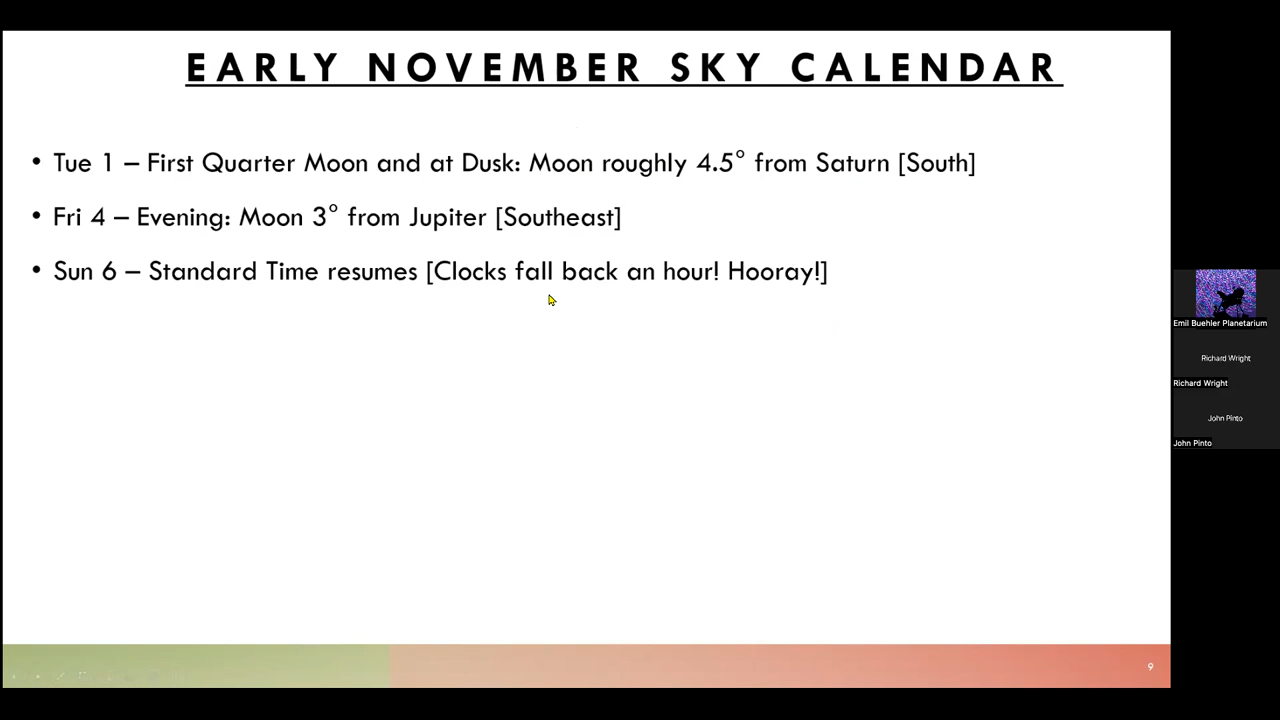 EARLY NOVEMBER SKY CALENDAR
• Tue 1 – First Quarter Moon and at Dusk: Moon roughly 4.5° from Saturn [South]
• Fri 4 – Evening: Moon 3° from Jupiter [Southeast]
• Sun 6 – Standard Time resumes [Clocks fall back an hour! Hooray!]
Emil Buehler Planetarium
Richard Wright
Richard Wright
John Pinto
John Pinto
9